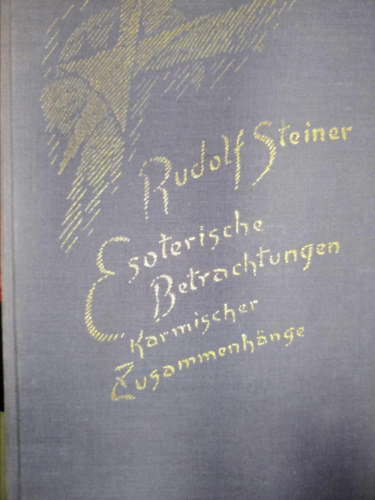 Rudolf Steiner
Esoterische
Betrachtungen
Karmischer
Zusammenhänge